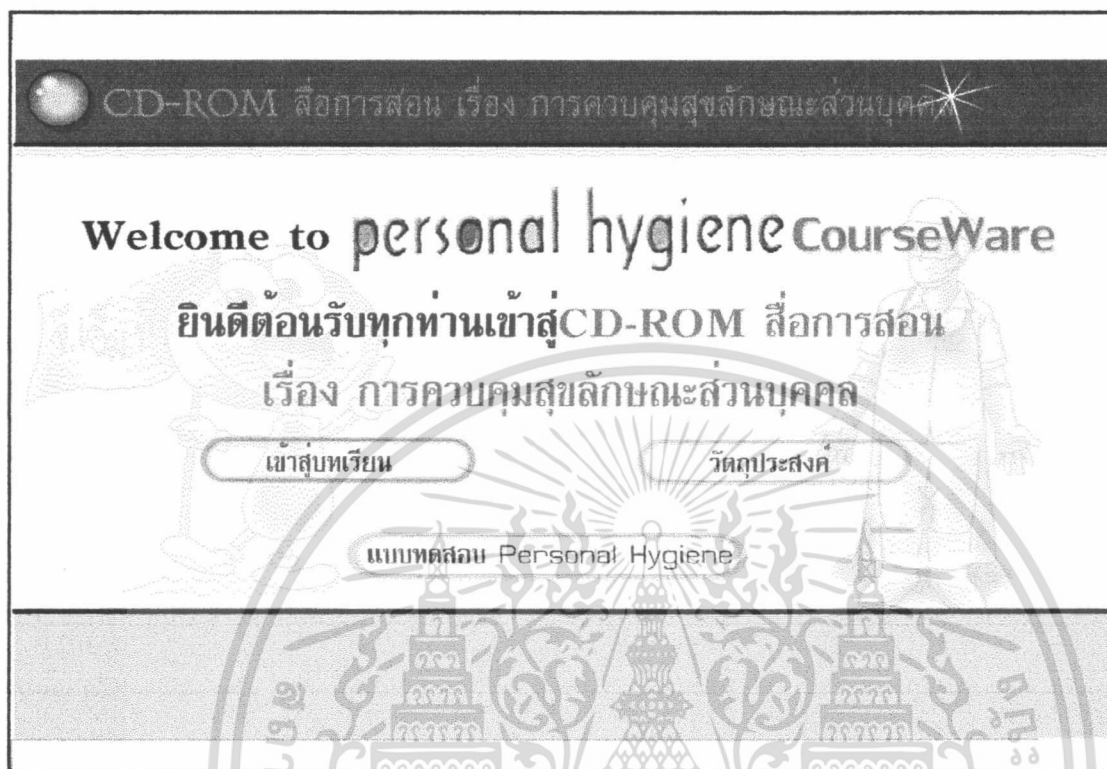 CD-ROM สื่อการสอน เรื่อง การควบคุมสุขลักษณะส่วนบุคคล
Welcome to personal hygiene CourseWare
ยินดีต้อนรับทุกท่านเข้าสู่CD-ROM สื่อการสอน
เรื่อง การควบคุมสุขลักษณะส่วนบุคคล
เข้าสู่บทเรียน
วัตถุประสงค์
แบบทดสอบ Personal Hygiene